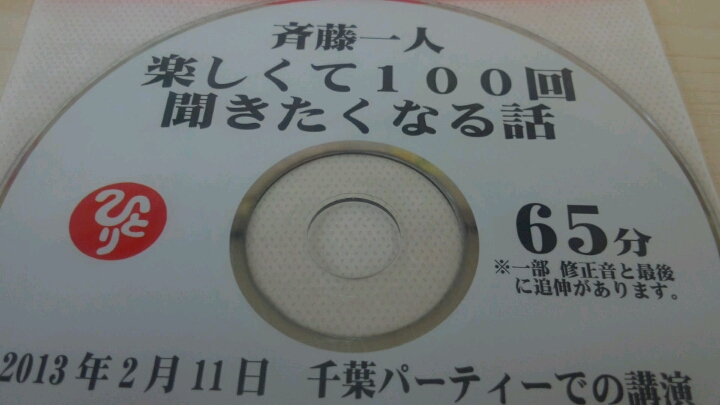 斉藤一人
楽しくて１００回
聞きたくなる話
ひとり
65分
※一部 修正音と最後
に追伸があります。
2013年2月11日 千葉パーティーでの講演